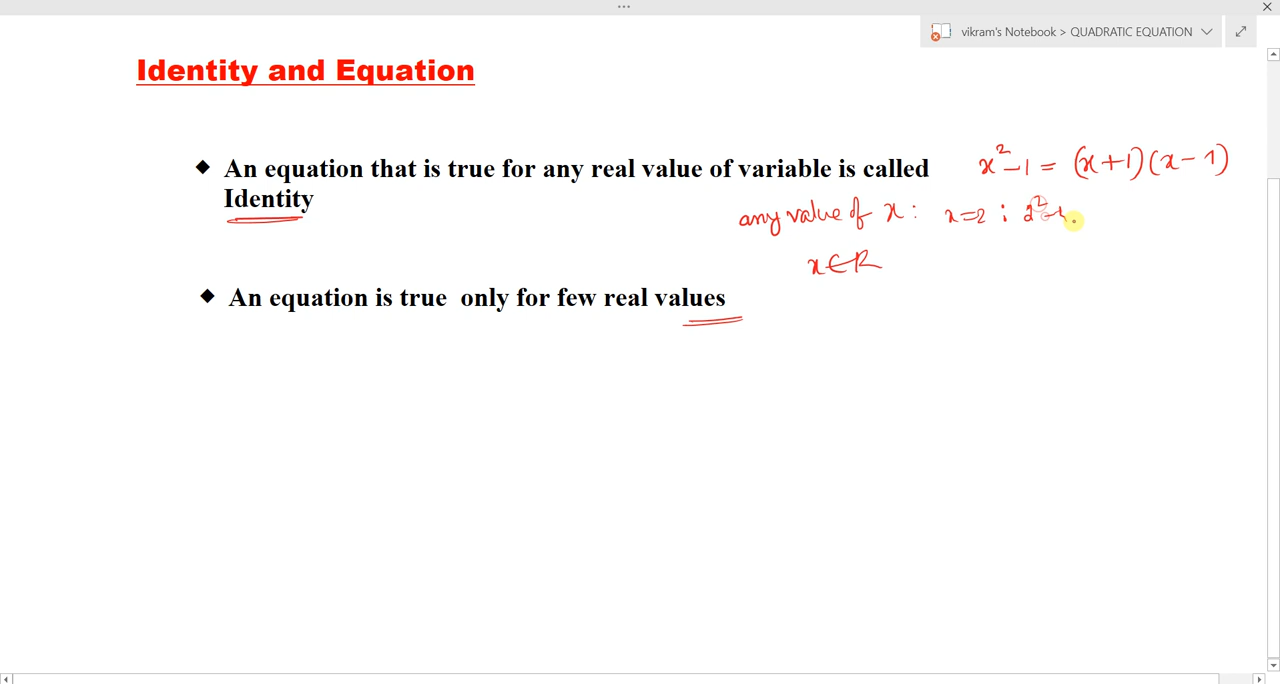 vikram's Notebook > QUADRATIC EQUATION
Identity and Equation
An equation that is true for any real value of variable is called
Identity
x² - 1 = (x+1)(x-1)
any value of x : x=2 : 2²-
x∈R
An equation is true only for few real values